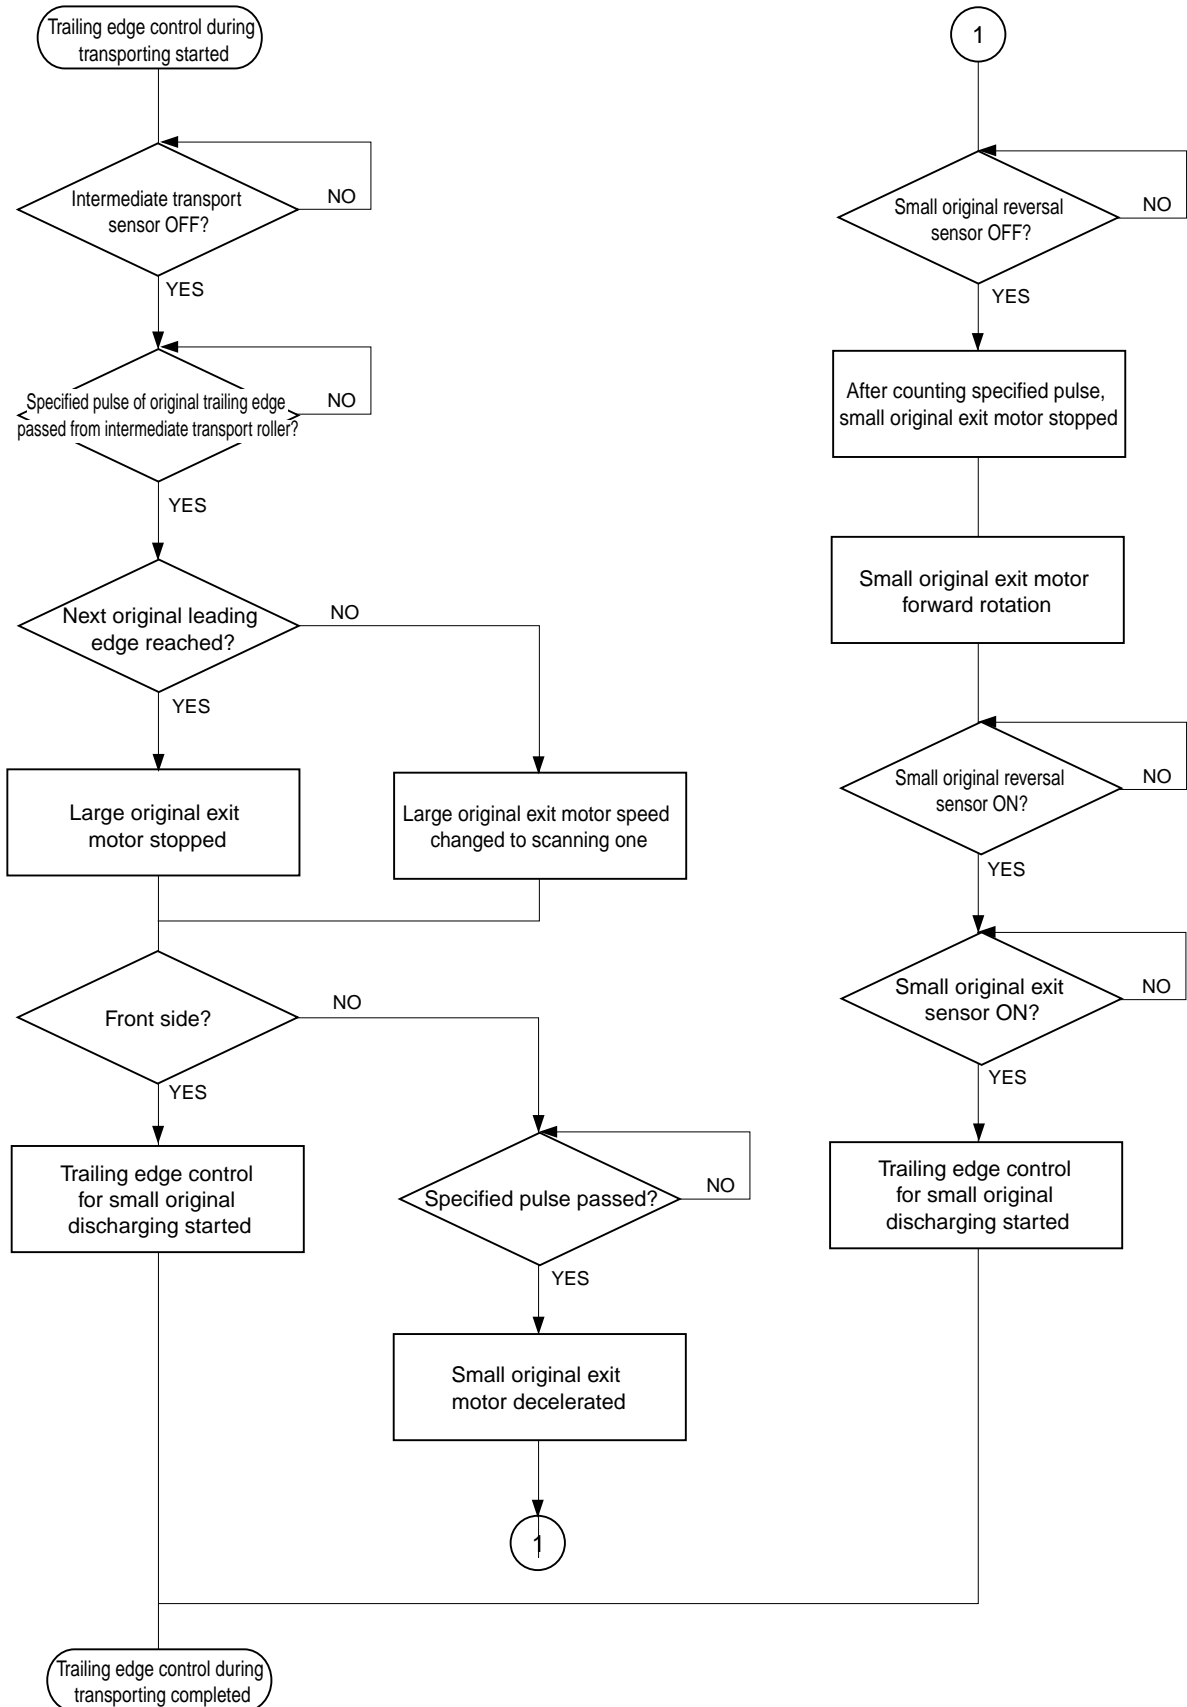 Trailing edge control during
transporting started
Intermediate transport
sensor OFF?
NO
YES
Specified pulse of original trailing edge
passed from intermediate transport roller?
NO
YES
Next original leading
edge reached?
NO
YES
Large original exit
motor stopped
Large original exit motor speed
changed to scanning one
Front side?
NO
YES
Trailing edge control
for small original
discharging started
Specified pulse passed?
NO
YES
Small original exit
motor decelerated
1
Trailing edge control during
transporting completed
1
Small original reversal
sensor OFF?
NO
YES
After counting specified pulse,
small original exit motor stopped
Small original exit motor
forward rotation
Small original reversal
sensor ON?
NO
YES
Small original exit
sensor ON?
NO
YES
Trailing edge control
for small original
discharging started